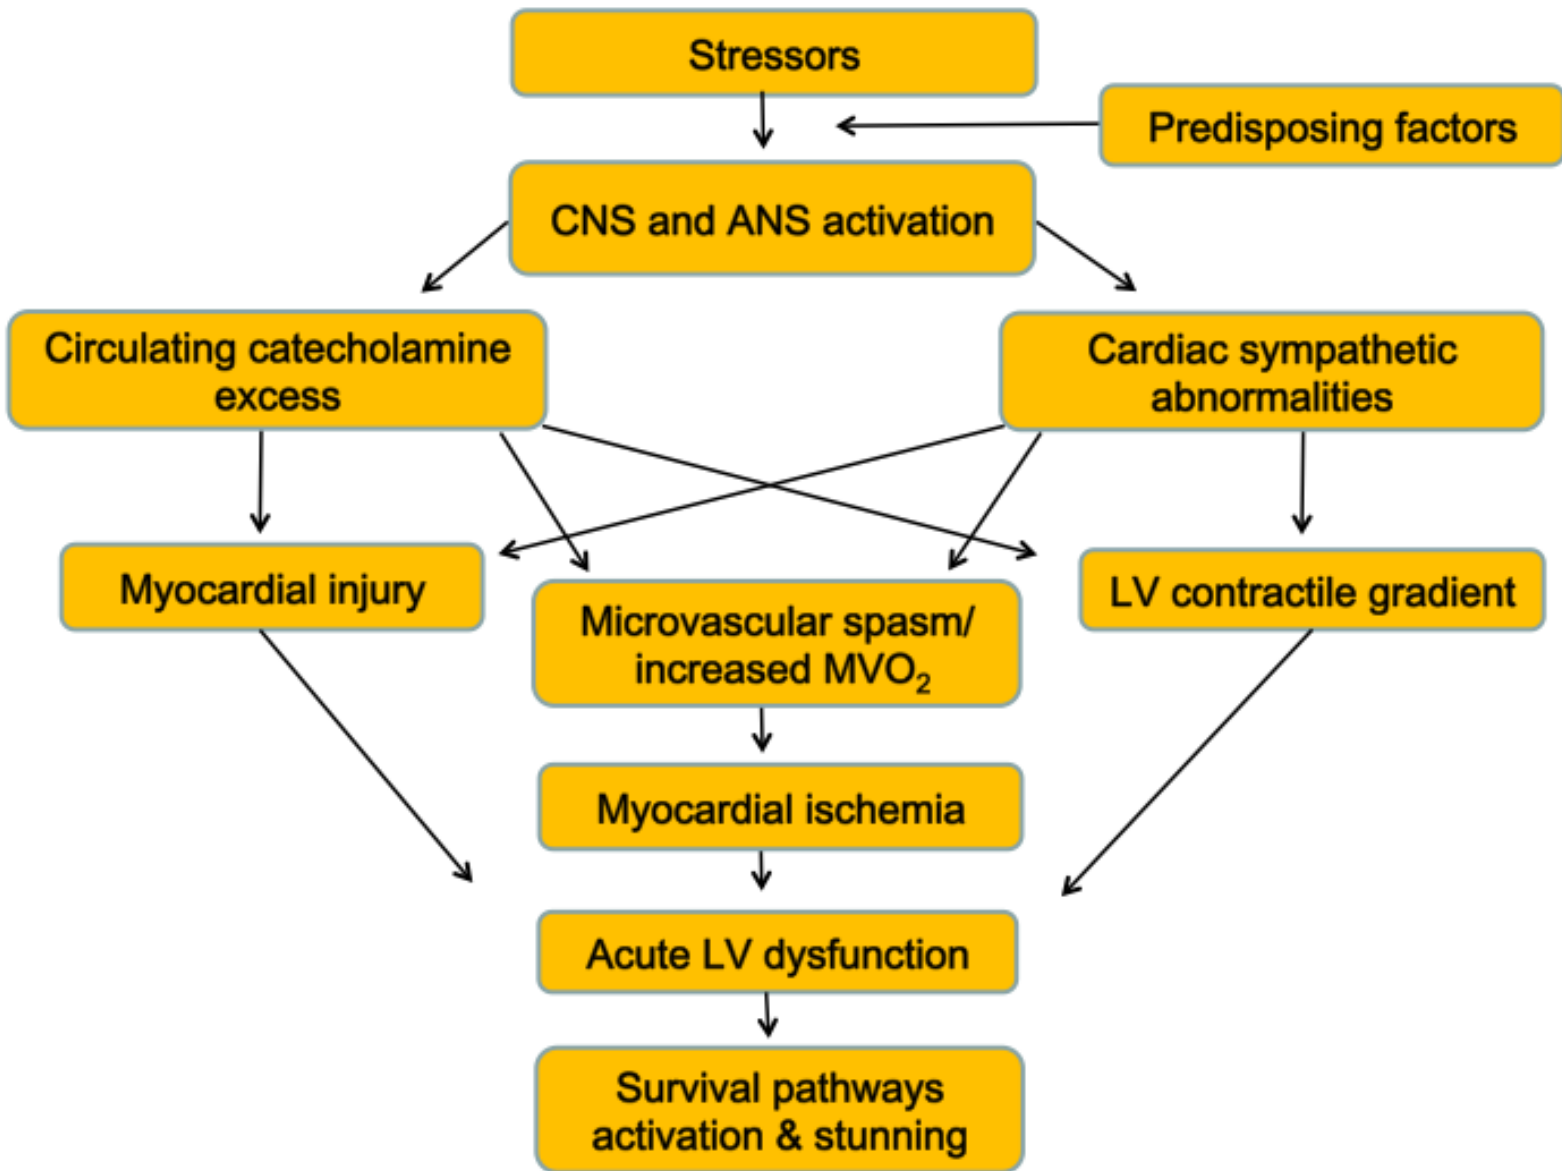 Stressors
Predisposing factors
CNS and ANS activation
Circulating catecholamine
excess
Cardiac sympathetic
abnormalities
Myocardial injury
Microvascular spasm/
increased MVO₂
LV contractile gradient
Myocardial ischemia
Acute LV dysfunction
Survival pathways
activation & stunning